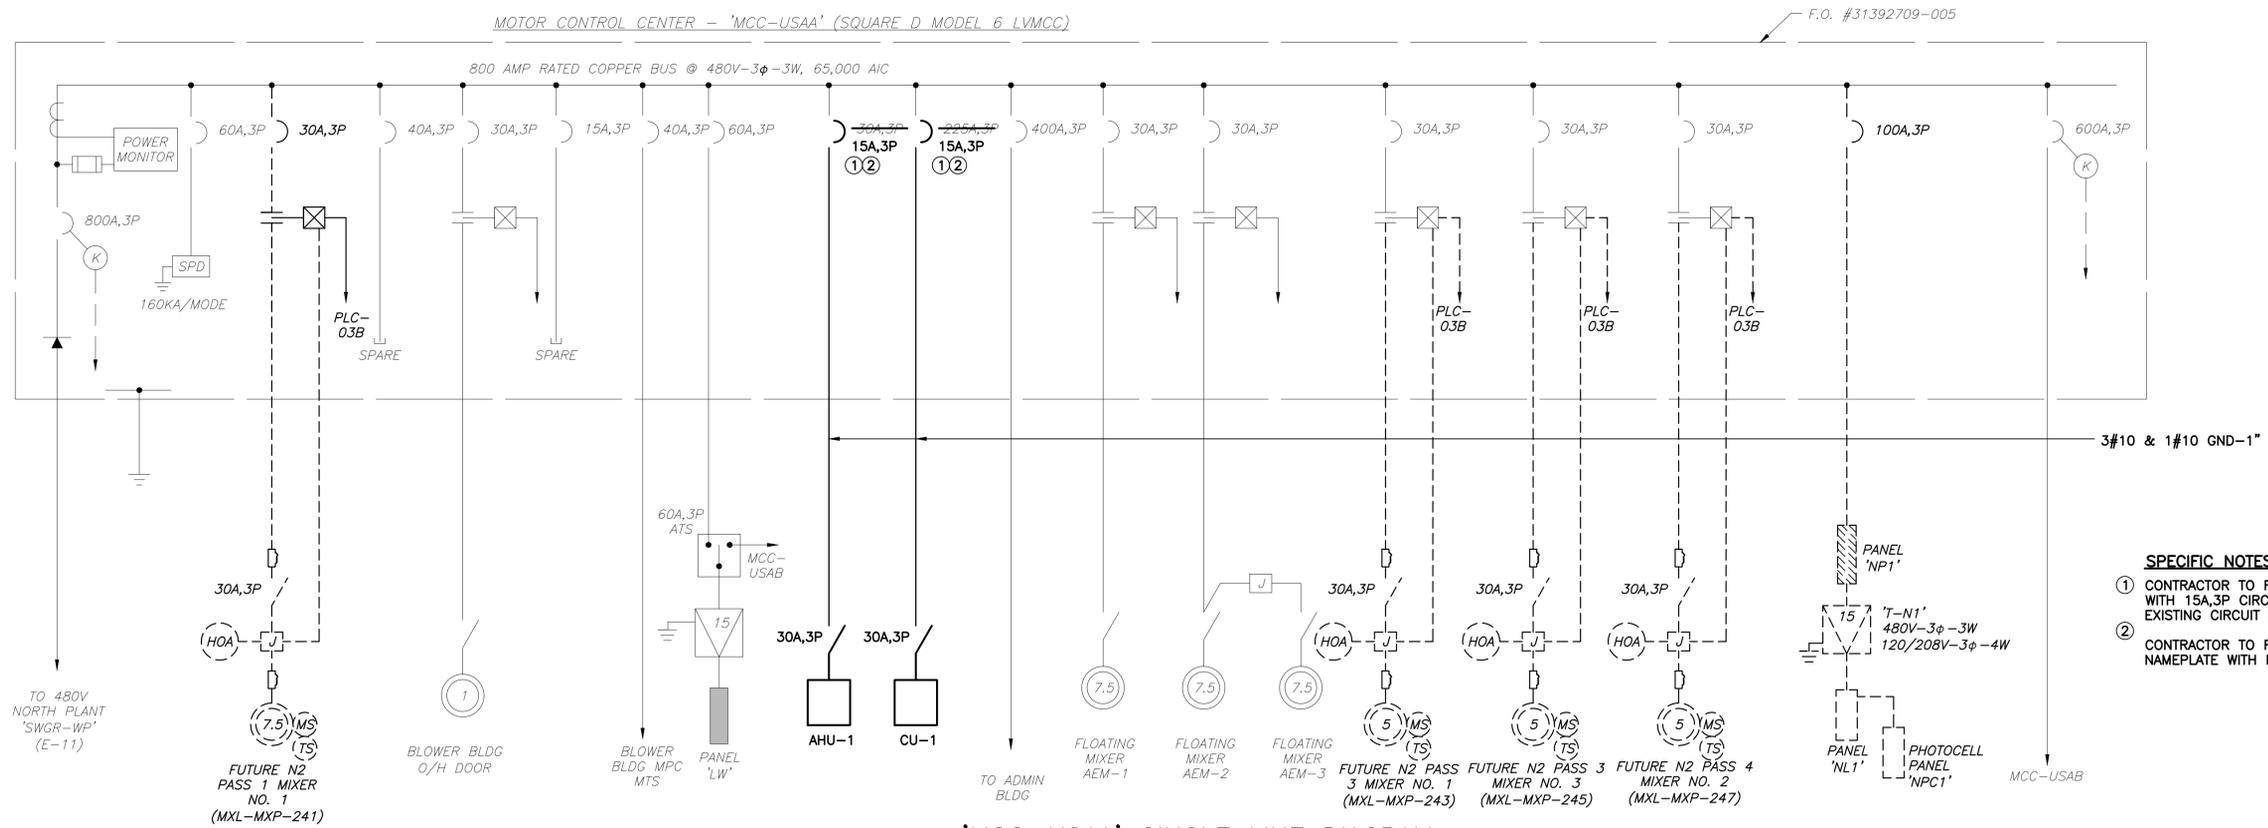 MOTOR CONTROL CENTER - 'MCC-USAA' (SQUARE D MODEL 6 LVMCC)
F.O. #31392709-005
800 AMP RATED COPPER BUS @ 480V-3ɸ-3W, 65,000 AIC
POWER
MONITOR
60A,3P
30A,3P
40A,3P
30A,3P
15A,3P
40A,3P
60A,3P
30A,3P
15A,3P
①②
225A,3P
15A,3P
①②
400A,3P
30A,3P
30A,3P
30A,3P
30A,3P
30A,3P
100A,3P
600A,3P
K
800A,3P
K
SPD
160KA/MODE
PLC-
03B
SPARE
SPARE
PLC-
03B
PLC-
03B
PLC-
03B
3#10 & 1#10 GND-1"
60A,3P
ATS
MCC-
USAB
30A,3P
HOA
J
15
30A,3P
30A,3P
J
30A,3P
HOA
J
30A,3P
HOA
J
30A,3P
HOA
J
PANEL
'NP1'
15
'T-N1'
480V-3ɸ-3W
120/208V-3ɸ-4W
SPECIFIC NOTES
① CONTRACTOR TO
WITH 15A,3P
EXISTING CIRCUIT
② CONTRACTOR TO
NAMEPLATE WITH
TO 480V
NORTH PLANT
'SWGR-WP'
(E-11)
7.5
MS
TS
FUTURE N2
PASS 1 MIXER
NO. 1
(MXL-MXP-241)
1
BLOWER BLDG
O/H DOOR
BLOWER
BLDG MPC
MTS
PANEL
'LW'
AHU-1
CU-1
TO ADMIN
BLDG
7.5
FLOATING
MIXER
AEM-1
7.5
FLOATING
MIXER
AEM-2
7.5
FLOATING
MIXER
AEM-3
5
MS
TS
FUTURE N2 PASS
3 MIXER NO. 1
(MXL-MXP-243)
5
MS
TS
FUTURE N2 PASS 3
MIXER NO. 3
(MXL-MXP-245)
5
MS
TS
FUTURE N2 PASS 4
MIXER NO. 2
(MXL-MXP-247)
PANEL
'NL1'
PHOTOCELL
PANEL
'NPC1'
MCC-USAB